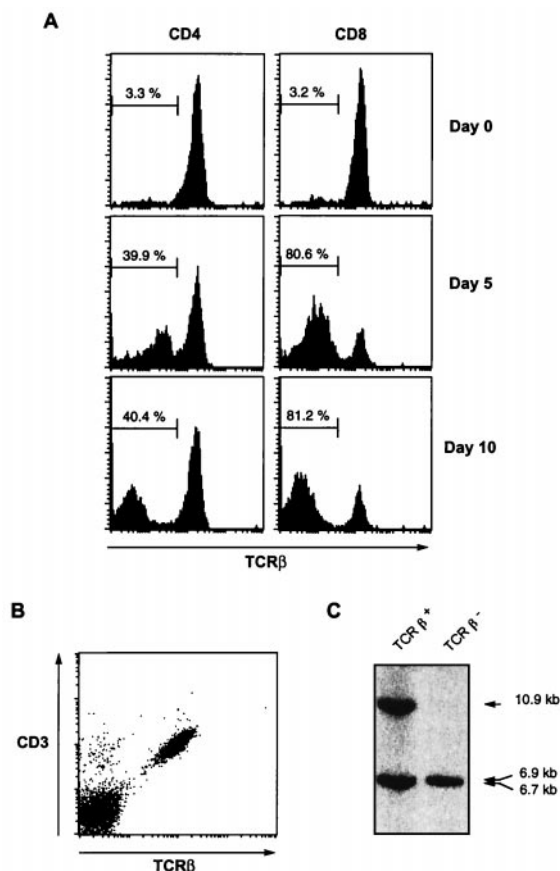 A
CD4 CD8
3.3 % 3.2 %
Day 0
39.9 % 80.6 %
Day 5
40.4 % 81.2 %
Day 10
TCRβ
B
CD3
TCRβ
C
TCR β+ TCR β-
10.9 kb
6.9 kb
6.7 kb